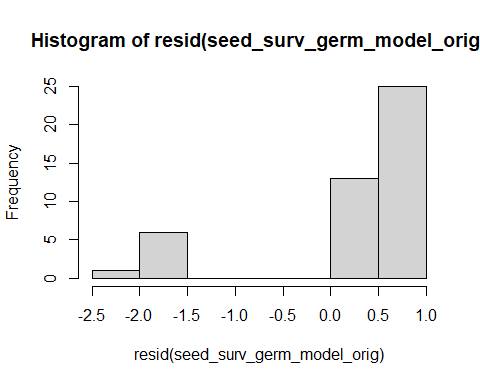 Histogram of resid(seed_surv_germ_model_orig
Frequency
25
20
15
10
5
0
-2.5 -2.0 -1.5 -1.0 -0.5 0.0 0.5 1.0
resid(seed_surv_germ_model_orig)